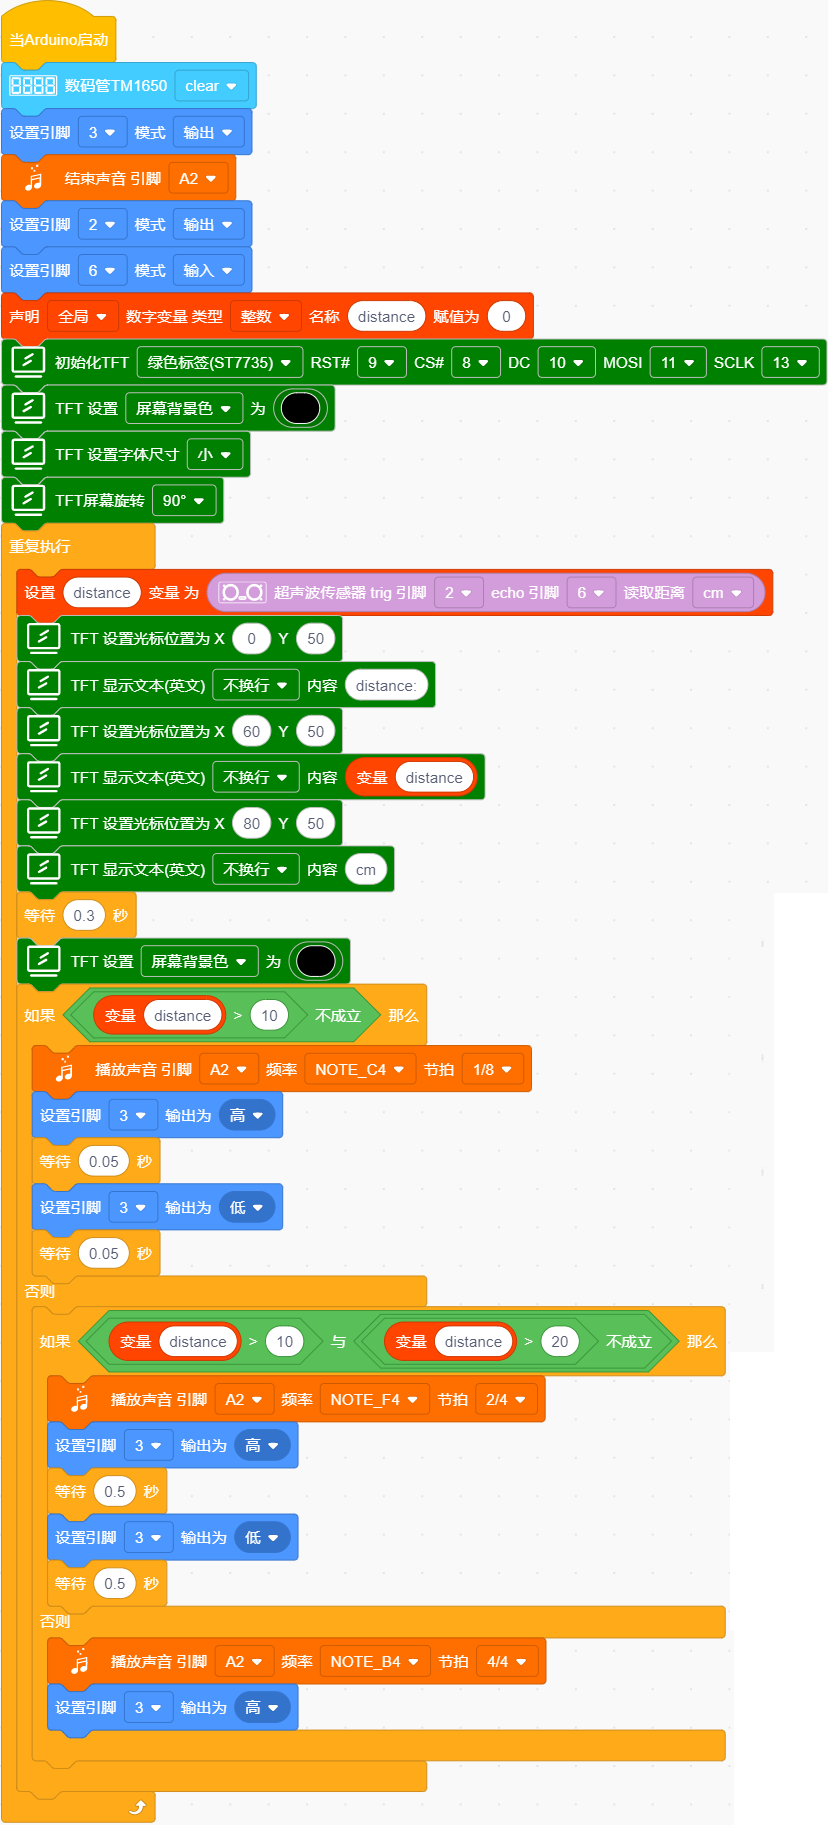 当Arduino启动
数码管TM1650 clear
设置引脚 3 模式 输出
结束声音 引脚 A2
设置引脚 2 模式 输出
设置引脚 6 模式 输入
声明 全局 数字变量 类型 整数 名称 distance 赋值为 0
初始化TFT 绿色标签(ST7735) RST# 9 CS# 8 DC 10 MOSI 11 SCLK 13
TFT 设置 屏幕背景色 为
TFT 设置字体尺寸 小
TFT屏幕旋转 90°
重复执行
设置 distance 变量 为 超声波传感器 trig 引脚 2 echo 引脚 6 读取距离 cm
TFT 设置光标位置为 X 0 Y 50
TFT 显示文本(英文) 不换行 内容 distance:
TFT 设置光标位置为 X 60 Y 50
TFT 显示文本(英文) 不换行 内容 变量 distance
TFT 设置光标位置为 X 80 Y 50
TFT 显示文本(英文) 不换行 内容 cm
等待 0.3 秒
TFT 设置 屏幕背景色 为
如果 变量 distance > 10 不成立 那么
播放声音 引脚 A2 频率 NOTE_C4 节拍 1/8
设置引脚 3 输出为 高
等待 0.05 秒
设置引脚 3 输出为 低
等待 0.05 秒
否则
如果 变量 distance > 10 与 变量 distance > 20 不成立 那么
播放声音 引脚 A2 频率 NOTE_F4 节拍 2/4
设置引脚 3 输出为 高
等待 0.5 秒
设置引脚 3 输出为 低
等待 0.5 秒
否则
播放声音 引脚 A2 频率 NOTE_B4 节拍 4/4
设置引脚 3 输出为 高